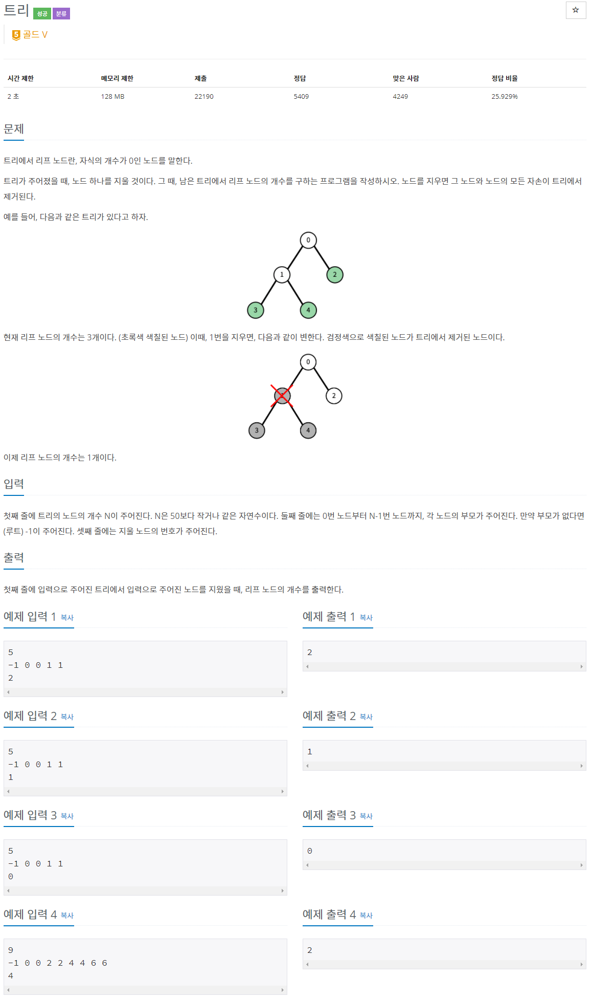 트리 성공 분류
☆
5 골드 V
시간 제한 메모리 제한 제출 정답 맞은 사람 정답 비율
2 초 128 MB 22190 5409 4249 25.929%
문제
트리에서 리프 노드란, 자식의 개수가 0인 노드를 말한다.
트리가 주어졌을 때, 노드 하나를 지울 것이다. 그 때, 남은 트리에서 리프 노드의 개수를 구하는 프로그램을 작성하시오. 노드를 지우면 그 노드와 노드의 모든 자손이 트리에서
제거된다.
예를 들어, 다음과 같은 트리가 있다고 하자.
0
1 2
3 4
현재 리프 노드의 개수는 3개이다. (초록색 색칠된 노드) 이때, 1번을 지우면, 다음과 같이 변한다. 검정색으로 색칠된 노드가 트리에서 제거된 노드이다.
0
1 2
3 4
이제 리프 노드의 개수는 1개이다.
입력
첫째 줄에 트리의 노드의 개수 N이 주어진다. N은 50보다 작거나 같은 자연수이다. 둘째 줄에는 0번 노드부터 N-1번 노드까지, 각 노드의 부모가 주어진다. 만약 부모가 없다면
(루트) -1이 주어진다. 셋째 줄에는 지울 노드의 번호가 주어진다.
출력
첫째 줄에 입력으로 주어진 트리에서 입력으로 주어진 노드를 지웠을 때, 리프 노드의 개수를 출력한다.
예제 입력 1 복사
5
-1 0 0 1 1
2
예제 출력 1 복사
2
예제 입력 2 복사
5
-1 0 0 1 1
1
예제 출력 2 복사
1
예제 입력 3 복사
5
-1 0 0 1 1
0
예제 출력 3 복사
0
예제 입력 4 복사
9
-1 0 0 2 2 4 4 6 6
4
예제 출력 4 복사
2